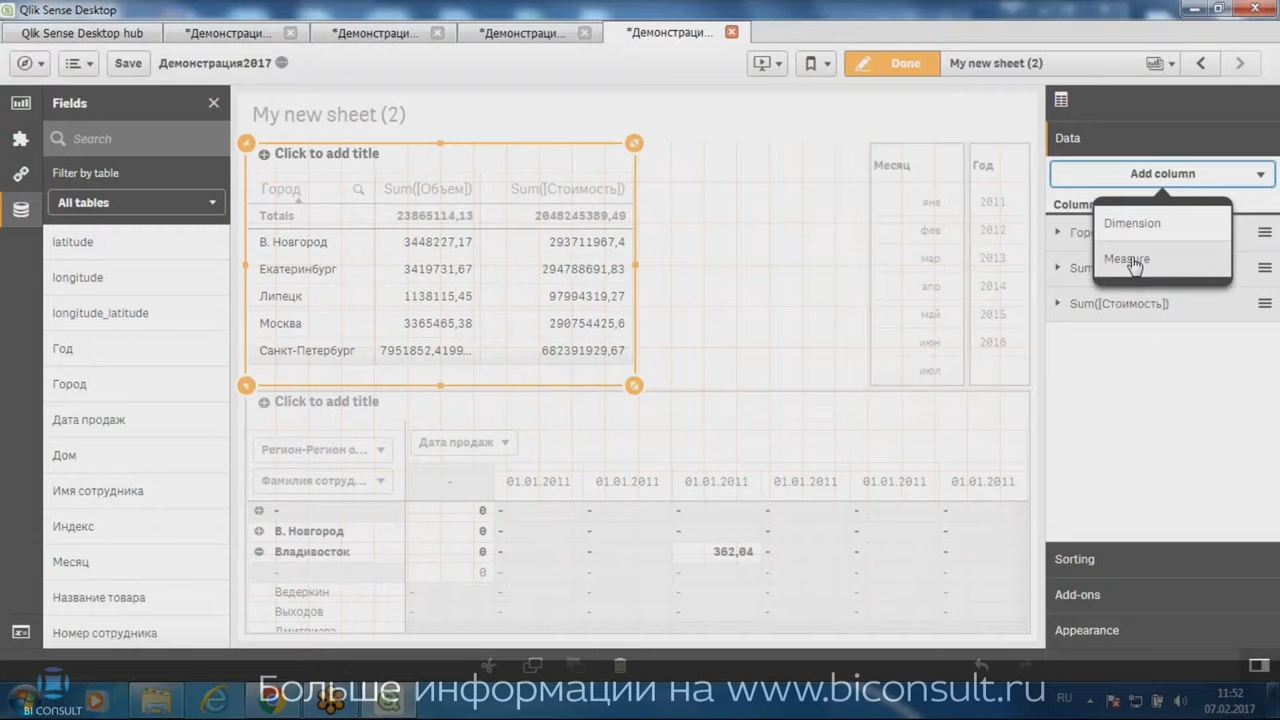 Qlik Sense Desktop
Qlik Sense Desktop hub
*Демонстраци...
*Демонстраци...
*Демонстраци...
*Демонстраци...
Save
Демонстрация2017
Done
My new sheet (2)
Fields
Search
Filter by table
All tables
latitude
longitude
longitude_latitude
Год
Город
Дата продаж
Дом
Имя сотрудника
Индекс
Месяц
Название товара
Номер сотрудника
My new sheet (2)
Click to add title
Город Sum([Объем]) Sum([Стоимость])
Totals 23865114,13 2048245389,49
В. Новгород 3448227,17 293711967,4
Екатеринбург 3419731,67 294788691,83
Липецк 1138115,45 97994319,27
Москва 3365465,38 290754425,6
Санкт-Петербург 7951852,4199... 682391929,67
Месяц
янв
фев
мар
апр
май
июн
июл
Год
2011
2012
2013
2014
2015
2016
Click to add title
Регион-Регион о...
Дата продаж
Фамилия сотруд...
- 01.01.2011 01.01.2011 01.01.2011 01.01.2011 01.01.2011 01.01.2011
- 0 - - - - - -
В. Новгород 0 - - - - - -
Владивосток 0 - - 362,04 - - -
- 0 - - - - - -
Ведеркин - - - - - - -
Выходов - - - - - - -
Дмитриева
Data
Add column
Dimension
Measure
Sum([Стоимость])
Sorting
Add-ons
Appearance
Больше информации на www.biconsult.ru
BI CONSULT
RU
11:52
07.02.2017